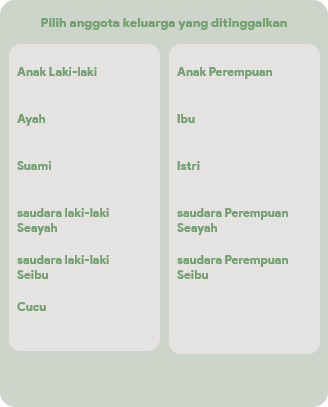 Pilih anggota keluarga yang ditinggalkan
Anak Laki-laki
Ayah
Suami
saudara laki-laki
Seayah
saudara laki-laki
Seibu
Cucu
Anak Perempuan
Ibu
Istri
saudara Perempuan
Seayah
saudara Perempuan
Seibu